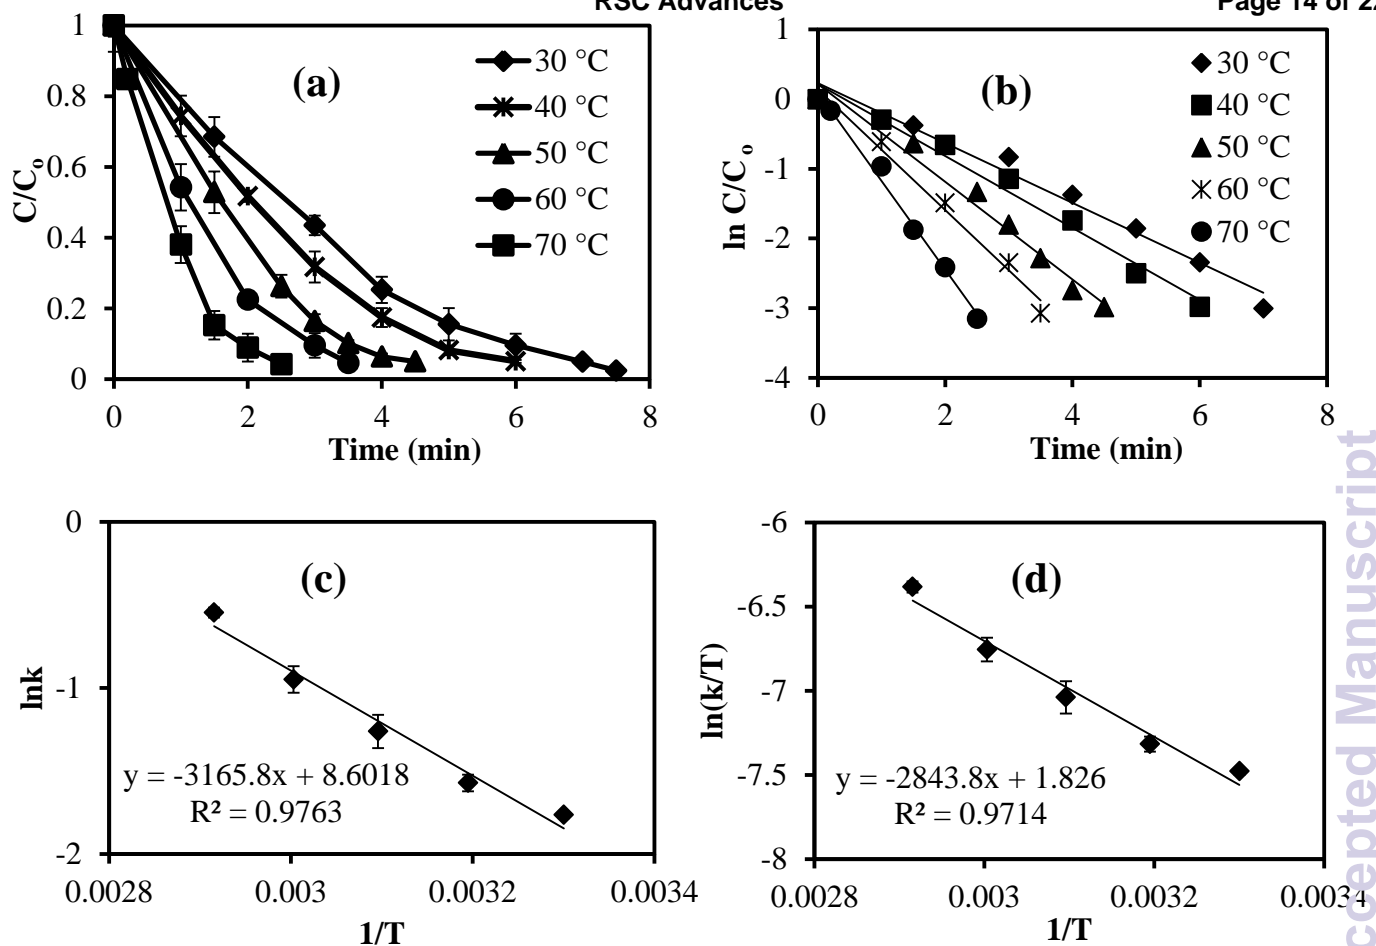 RSC Advances
Page 14 of 22
1
0.8
0.6
0.4
0.2
0
C/Co
(a)
30 °C
40 °C
50 °C
60 °C
70 °C
0 2 4 6 8
Time (min)
1
0
-1
-2
-3
-4
ln C/Co
(b)
30 °C
40 °C
50 °C
60 °C
70 °C
0 2 4 6 8
Time (min)
0
-1
-2
lnk
(c)
y = -3165.8x + 8.6018
R² = 0.9763
0.0028 0.003 0.0032 0.0034
1/T
-6
-6.5
-7
-7.5
-8
ln(k/T)
(d)
y = -2843.8x + 1.826
R² = 0.9714
0.0028 0.003 0.0032 0.0034
1/T
ccepted Manuscript